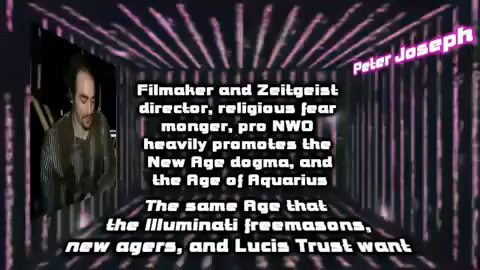 Peter Joseph
Filmaker and Zeitgeist
director, religious fear
monger, pro NWO
heavily promotes the
New Age dogma, and
the Age of Aquarius
The same Age that
the Illuminati freemasons,
new agers, and Lucis Trust want